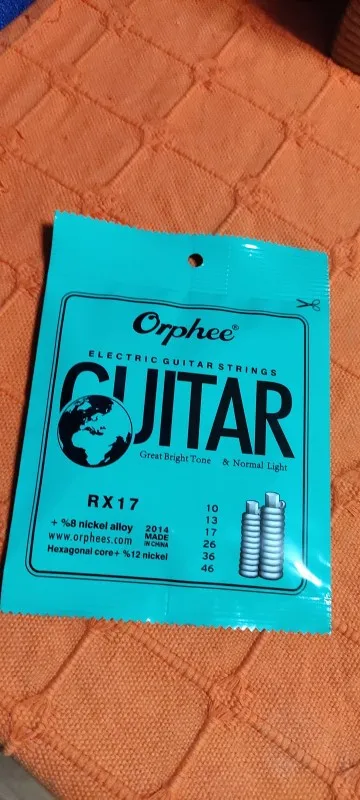 Orphee®
ELECTRIC GUITAR STRINGS
GUITAR
Great Bright Tone & Normal Light
RX17
+ %8 nickel alloy
www.orphees.com
Hexagonal core+ %12 nickel
2014
MADE
IN CHINA
10
13
17
26
36
46